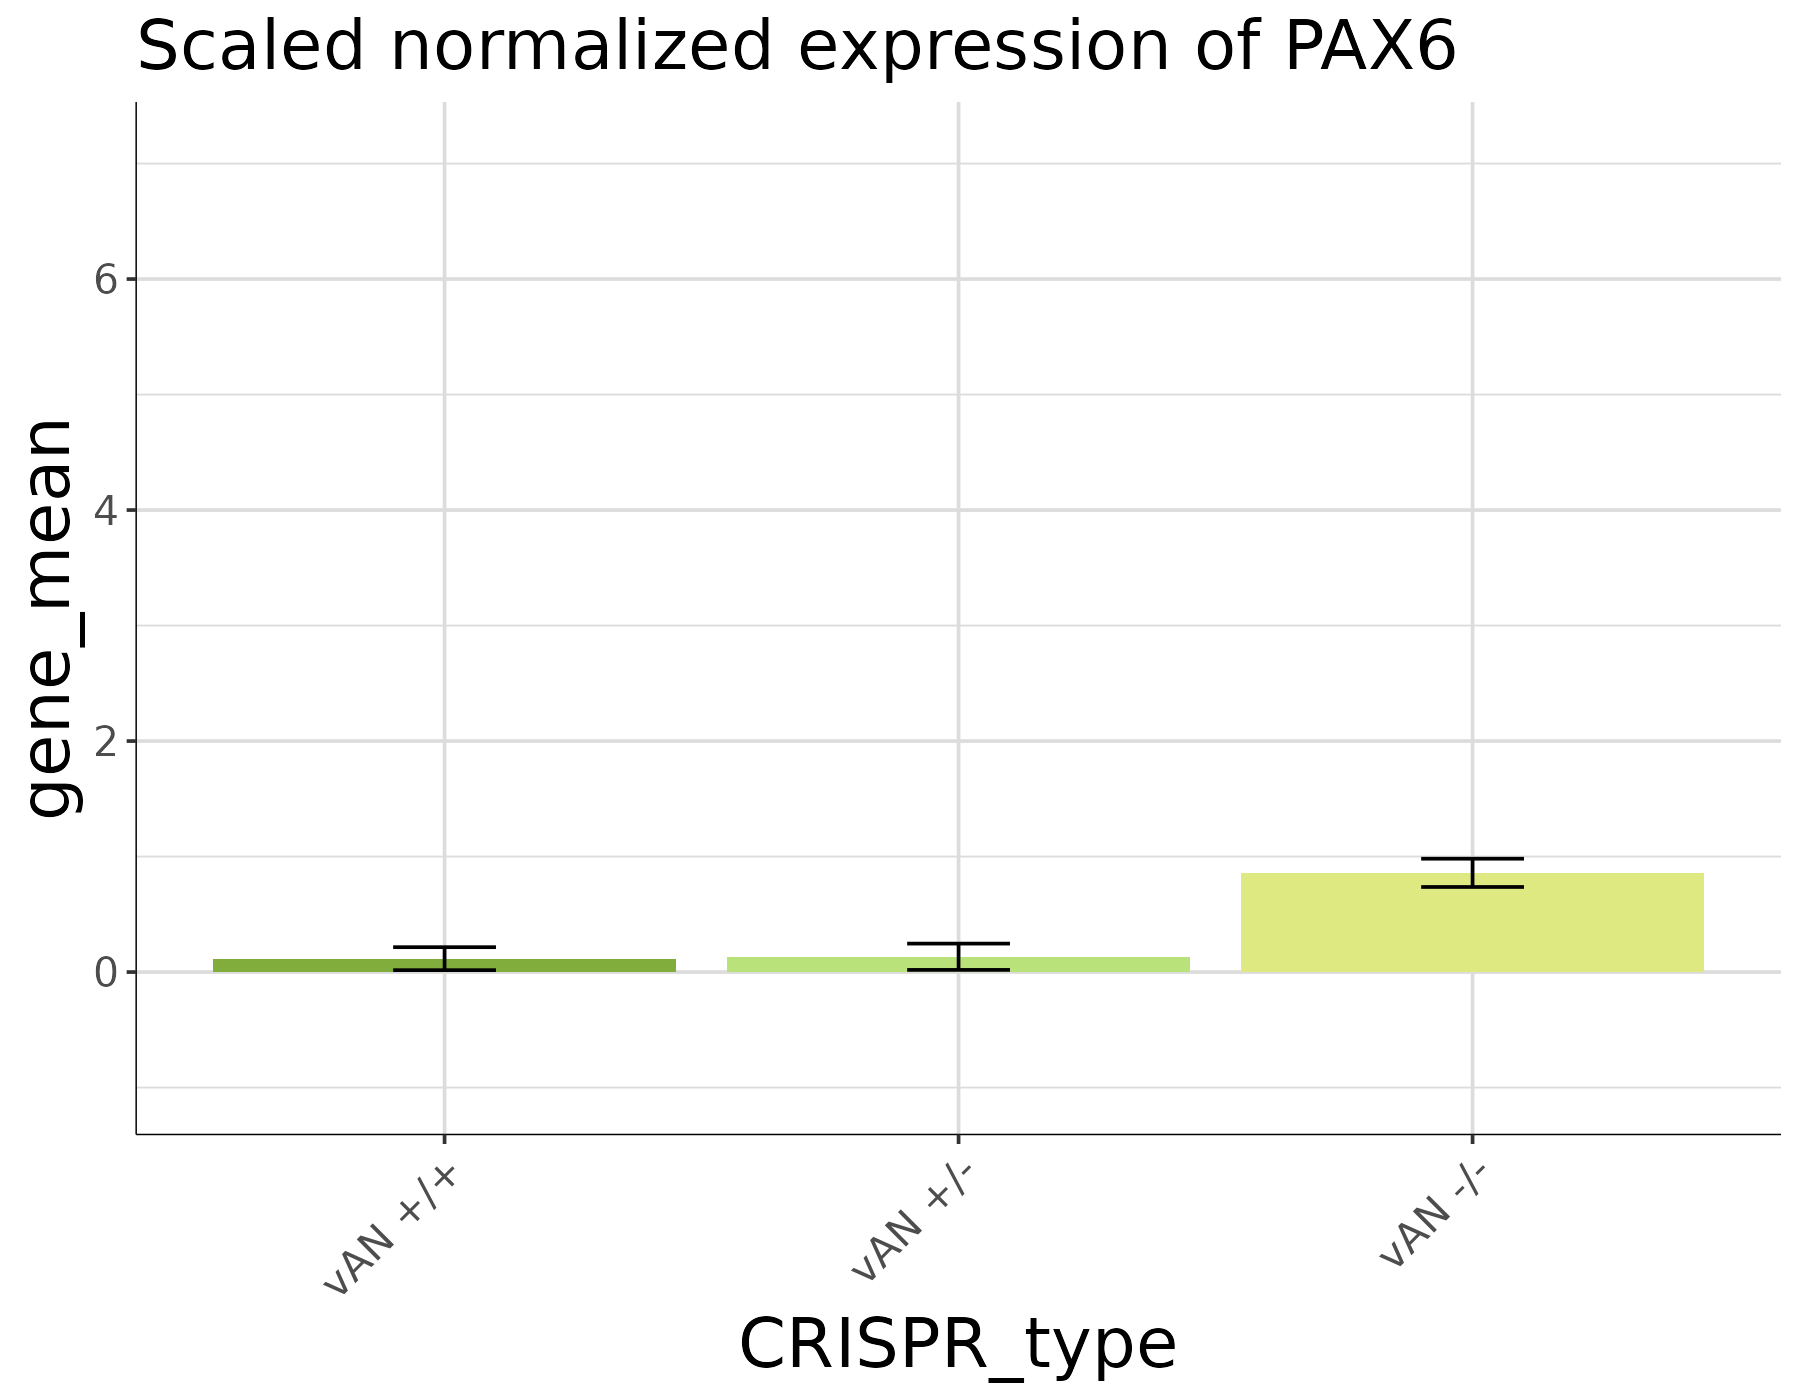 Scaled normalized expression of PAX6
gene_mean
6
4
2
0
vAN +/+
vAN +/-
vAN -/-
CRISPR_type